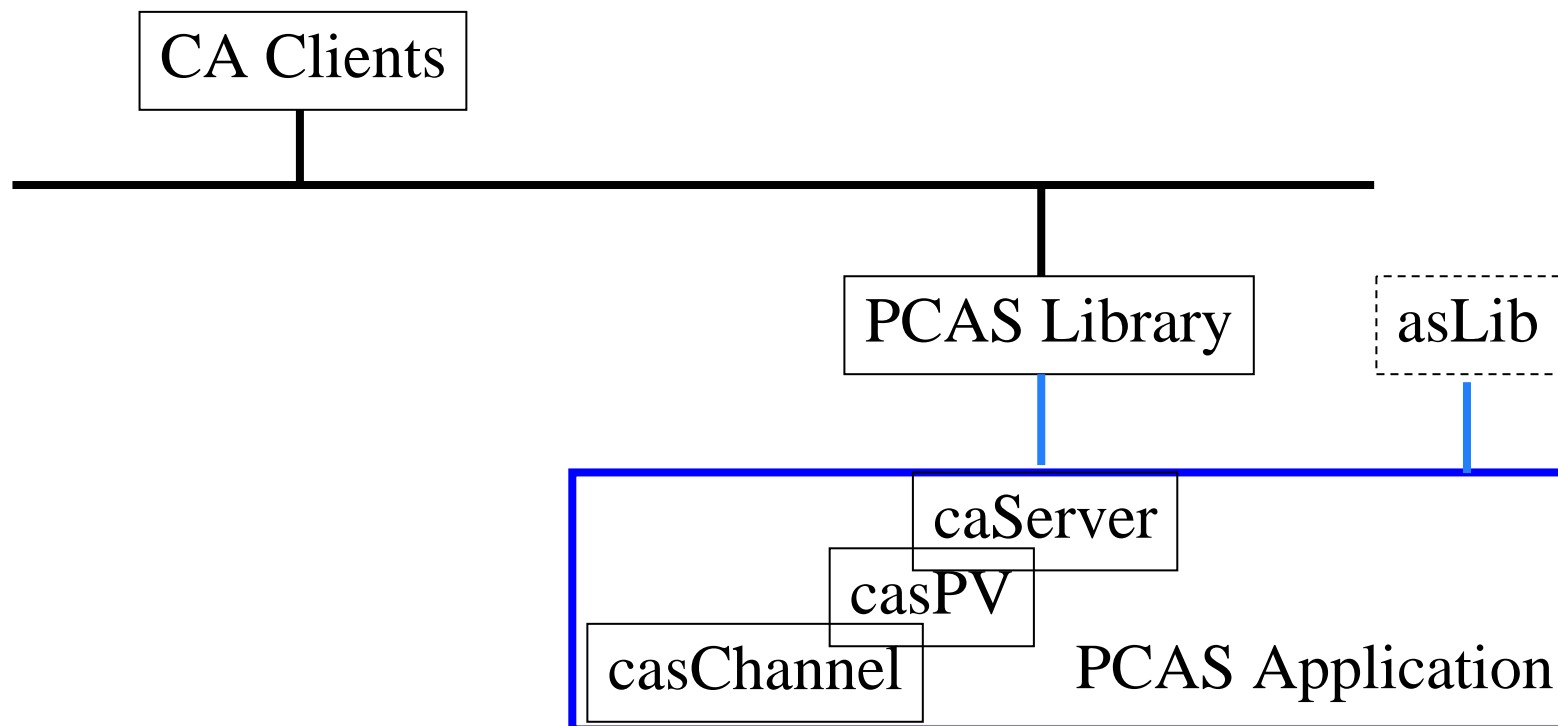 CA Clients
PCAS Library
asLib
caServer
casPV
casChannel
PCAS Application